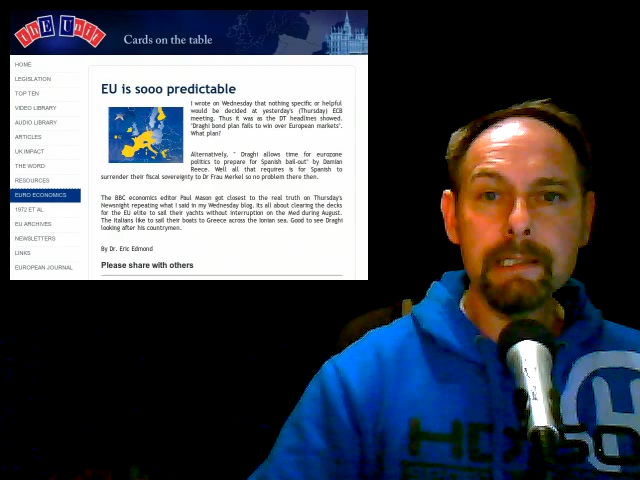 thE Unit
Cards on the table
HOME
LEGISLATION
TOP TEN
VIDEO LIBRARY
AUDIO LIBRARY
ARTICLES
UK IMPACT
THE WORD
RESOURCES
EURO ECONOMICS
1972 ET AL
EU ARCHIVES
NEWSLETTERS
LINKS
EUROPEAN JOURNAL
EU is sooo predictable
I wrote on Wednesday that nothing specific or helpful
would be decided at yesterday's (Thursday) ECB
meeting. Thus it was as the DT headlines showed.
"Draghi bond plan fails to win over European markets".
What plan?
Alternatively, " Draghi allows time for eurozone
politics to prepare for Spanish bail-out" by Damian
Reece. Well all that requires is for Spanish to
surrender their fiscal sovereignty to Dr Frau Merkel so no problem there then.
The BBC economics editor Paul Mason got closest to the real truth on Thursday's
Newsnight repeating what I said in my Wednesday blog. Its all about clearing the decks
for the EU elite to sail their yachts without interruption on the Med during August.
The Italians like to sail their boats to Greece across the Ionian sea. Good to see Draghi
looking after his countrymen.
By Dr. Eric Edmond
Please share with others